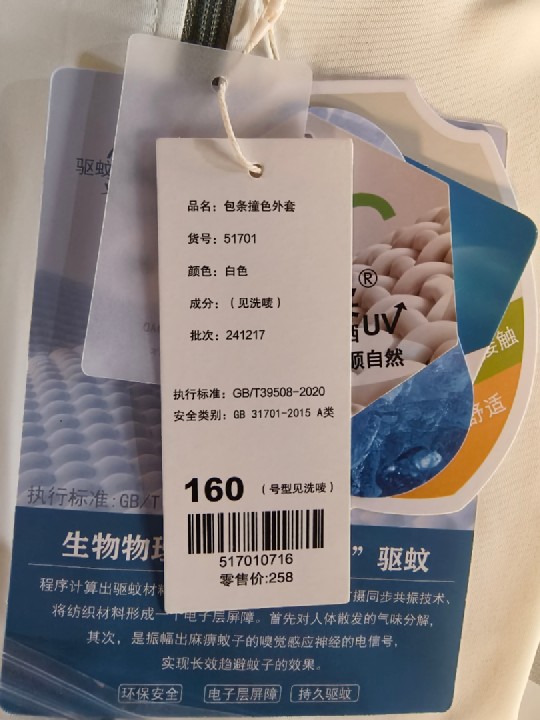 品名：包条撞色外套
货号：51701
颜色：白色
成分：（见洗唛）
批次：241217
执行标准：GB/T39508-2020
安全类别：GB 31701-2015 A类
160 （号型见洗唛）
517010716
零售价:258
驱蚊
®
UV
自然
接触
舒适
执行标准:GB/T
生物物 ” 驱蚊
程序计算出驱蚊材 同步共振技术、
将纺织材料形成一个电子层屏障。首先对人体散发的气味分解，
其次，是振幅出麻痹蚊子的嗅觉感应神经的电信号，
实现长效趋避蚊子的效果。
环保安全 电子层屏障 持久驱蚊